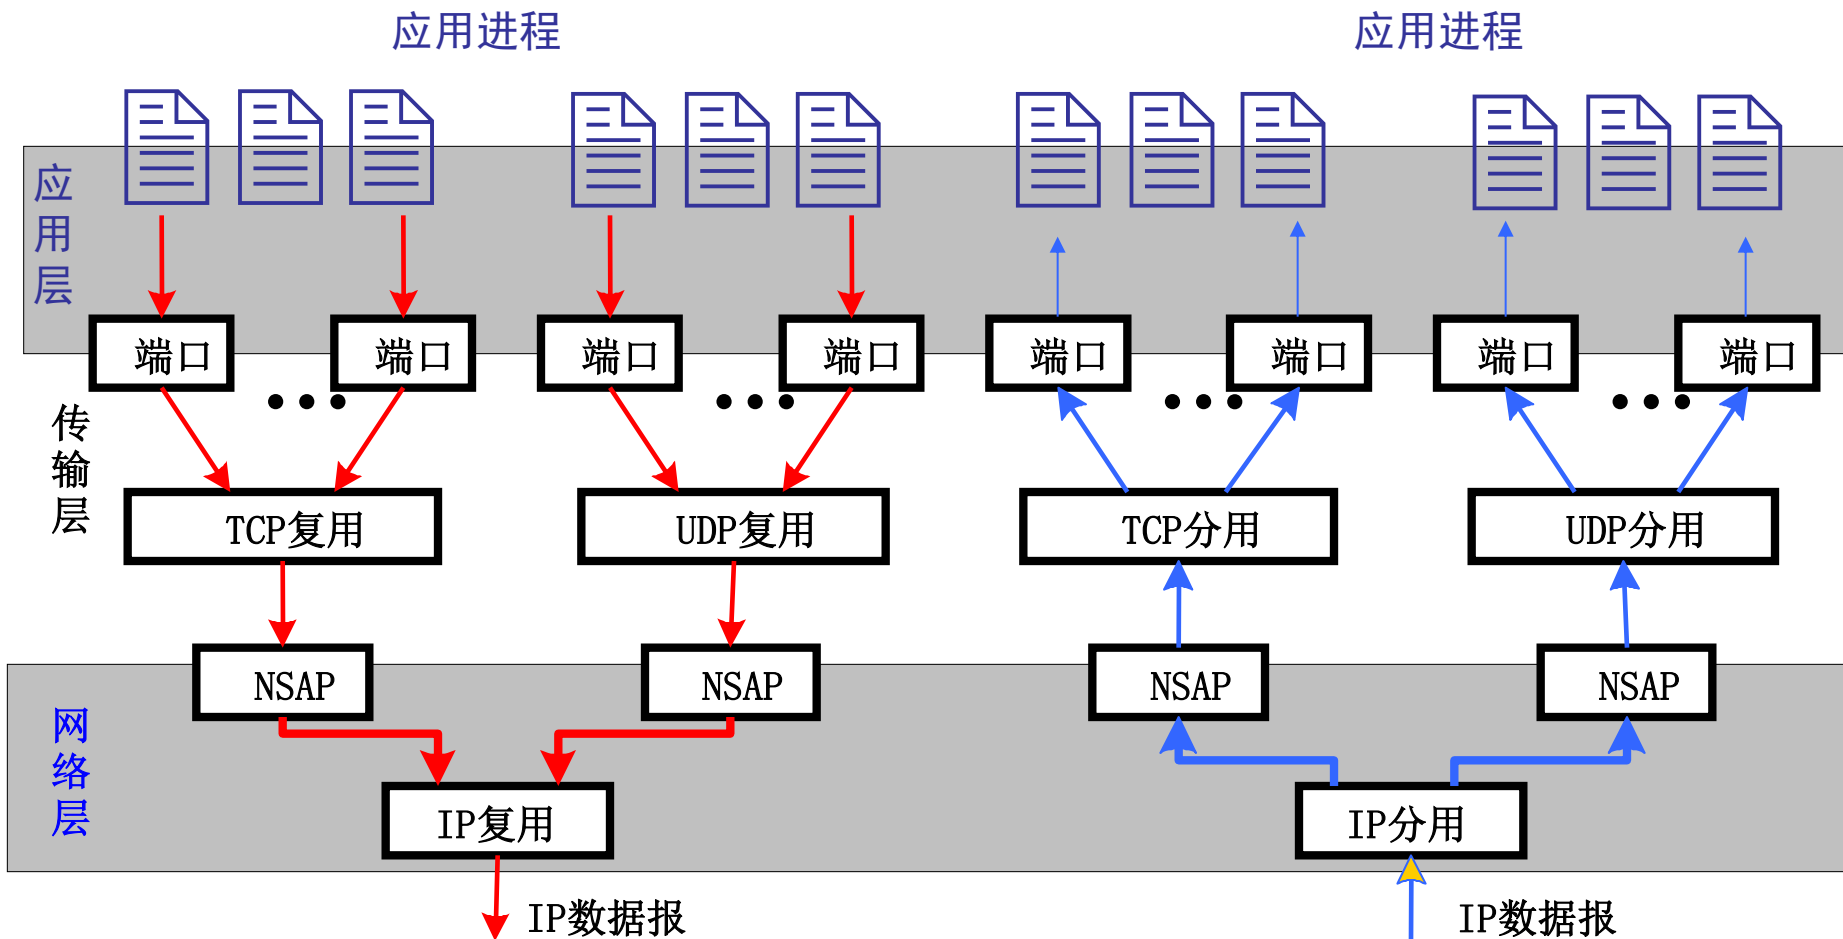 应用进程
应用进程
应用层
端口
端口
端口
端口
端口
端口
端口
端口
传输层
TCP复用
UDP复用
TCP分用
UDP分用
NSAP
NSAP
NSAP
NSAP
网络层
IP复用
IP分用
IP数据报
IP数据报